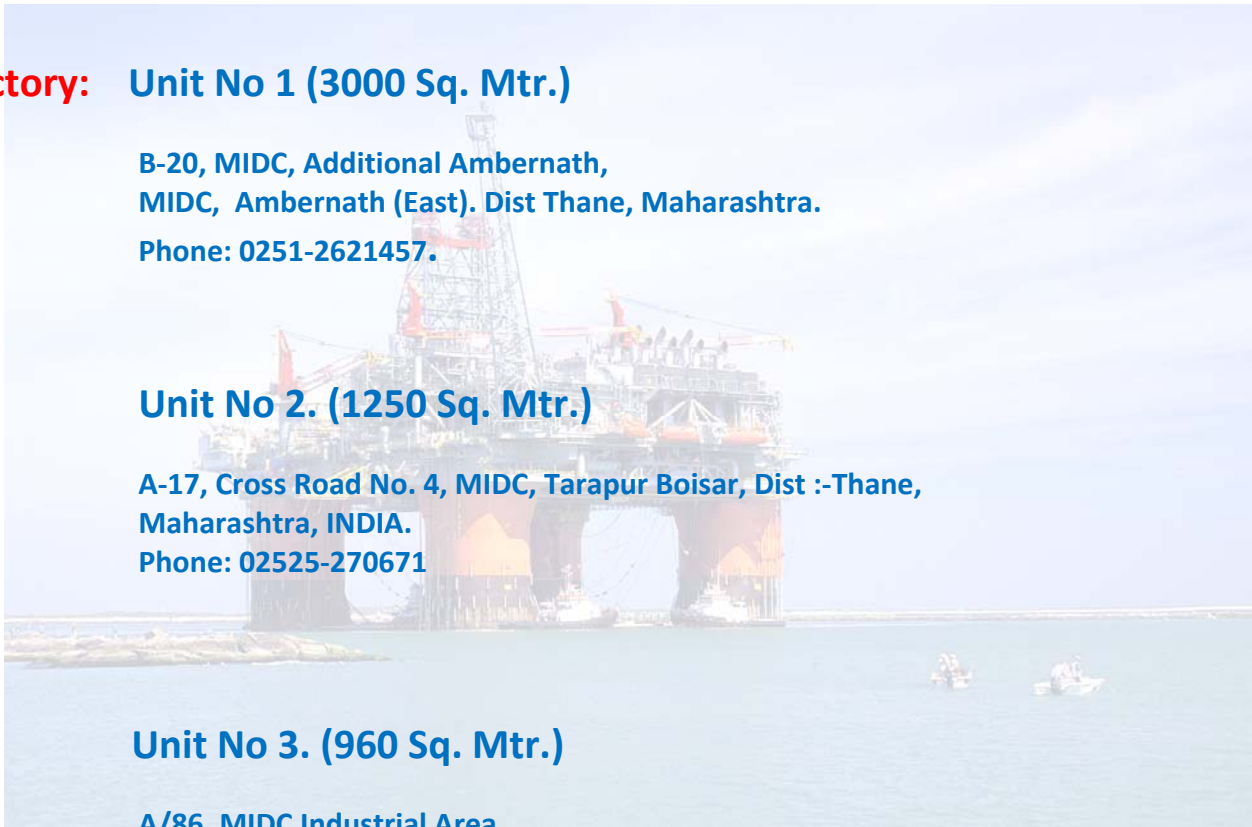 ctory: Unit No 1 (3000 Sq. Mtr.)
B-20, MIDC, Additional Ambernath,
MIDC, Ambernath (East). Dist Thane, Maharashtra.
Phone: 0251-2621457.
Unit No 2. (1250 Sq. Mtr.)
A-17, Cross Road No. 4, MIDC, Tarapur Boisar, Dist :-Thane,
Maharashtra, INDIA.
Phone: 02525-270671
Unit No 3. (960 Sq. Mtr.)
A/86, MIDC Industrial Area